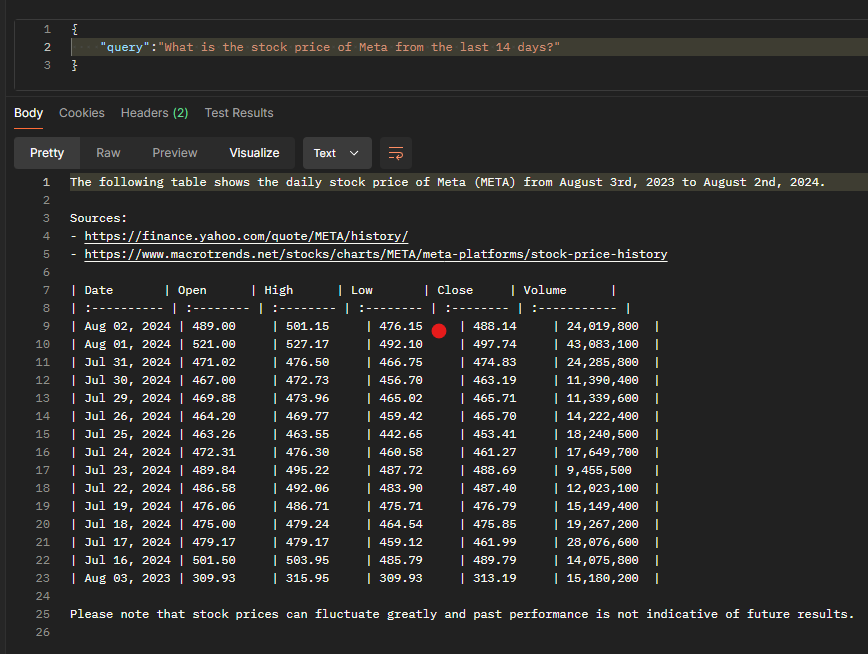 1 {
2 "query":"What is the stock price of Meta from the last 14 days?"
3 }
Body Cookies Headers (2) Test Results
Pretty Raw Preview Visualize Text
1 The following table shows the daily stock price of Meta (META) from August 3rd, 2023 to August 2nd, 2024.
2
3 Sources:
4 - https://finance.yahoo.com/quote/META/history/
5 - https://www.macrotrends.net/stocks/charts/META/meta-platforms/stock-price-history
6
7 | Date | Open | High | Low | Close | Volume |
8 | :---------- | :-------- | :-------- | :-------- | :-------- | :----------- |
9 | Aug 02, 2024 | 489.00 | 501.15 | 476.15 | 488.14 | 24,019,800 |
10 | Aug 01, 2024 | 521.00 | 527.17 | 492.10 | 497.74 | 43,083,100 |
11 | Jul 31, 2024 | 471.02 | 476.50 | 466.75 | 474.83 | 24,285,800 |
12 | Jul 30, 2024 | 467.00 | 472.73 | 456.70 | 463.19 | 11,390,400 |
13 | Jul 29, 2024 | 469.88 | 473.96 | 465.02 | 465.71 | 11,339,600 |
14 | Jul 26, 2024 | 464.20 | 469.77 | 459.42 | 465.70 | 14,222,400 |
15 | Jul 25, 2024 | 463.26 | 463.55 | 442.65 | 453.41 | 18,240,500 |
16 | Jul 24, 2024 | 472.31 | 476.30 | 460.58 | 461.27 | 17,649,700 |
17 | Jul 23, 2024 | 489.84 | 495.22 | 487.72 | 488.69 | 9,455,500 |
18 | Jul 22, 2024 | 486.58 | 492.06 | 483.90 | 487.40 | 12,023,100 |
19 | Jul 19, 2024 | 476.06 | 486.71 | 475.71 | 476.79 | 15,149,400 |
20 | Jul 18, 2024 | 475.00 | 479.24 | 464.54 | 475.85 | 19,267,200 |
21 | Jul 17, 2024 | 479.17 | 479.17 | 459.12 | 461.99 | 28,076,600 |
22 | Jul 16, 2024 | 501.50 | 503.95 | 485.79 | 489.79 | 14,075,800 |
23 | Aug 03, 2023 | 309.93 | 315.95 | 309.93 | 313.19 | 15,180,200 |
24
25 Please note that stock prices can fluctuate greatly and past performance is not indicative of future results.
26